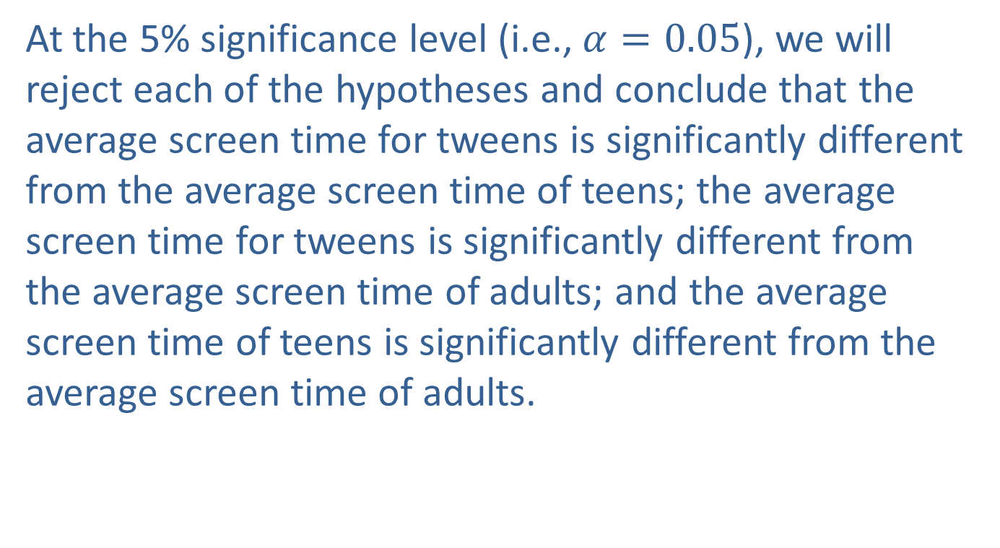 At the 5% significance level (i.e., α = 0.05), we will
reject each of the hypotheses and conclude that the
average screen time for tweens is significantly different
from the average screen time of teens; the average
screen time for tweens is significantly different from
the average screen time of adults; and the average
screen time of teens is significantly different from the
average screen time of adults.